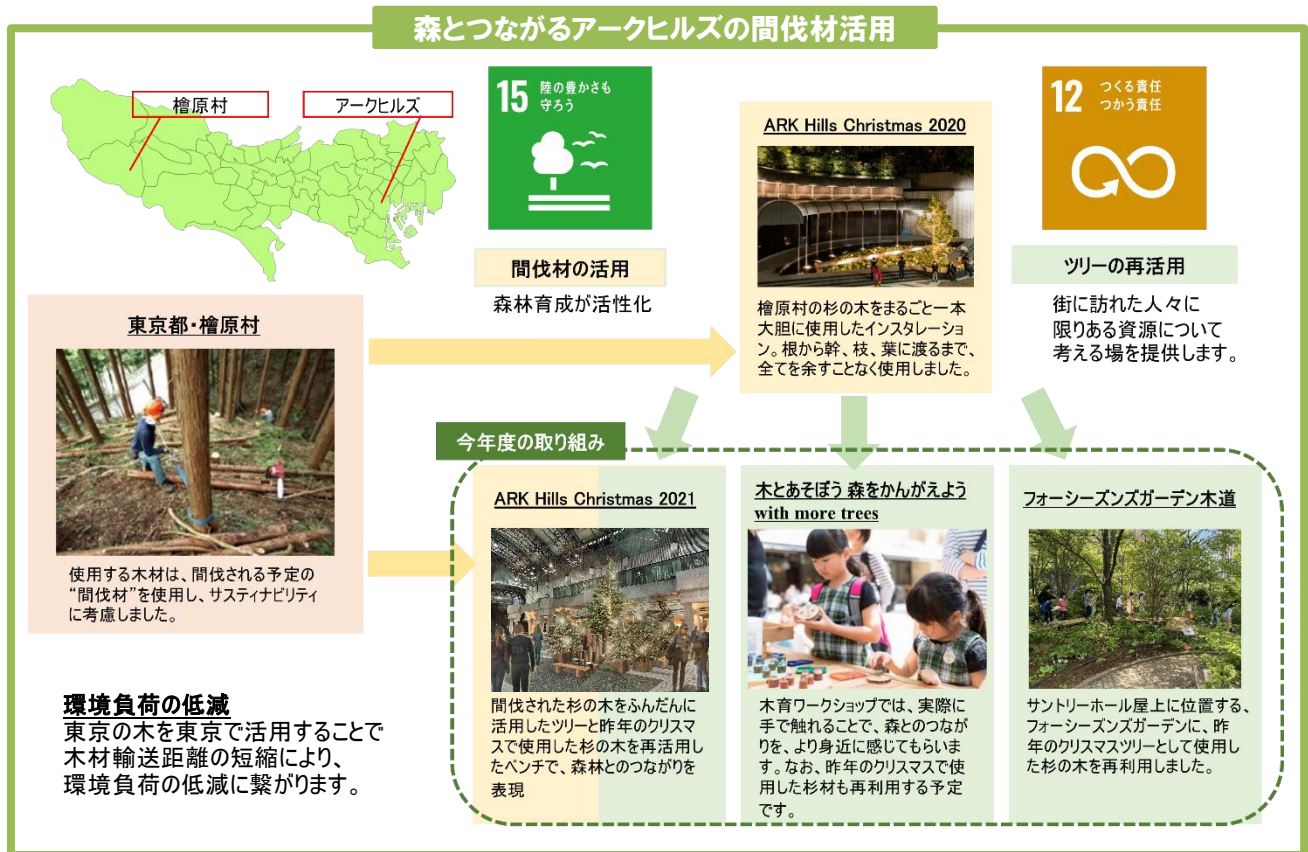 森とつながるアークヒルズの間伐材活用
檜原村
アークヒルズ
15 陸の豊かさも
守ろう
間伐材の活用
森林育成が活性化
ARK Hills Christmas 2020
檜原村の杉の木をまるごと一本
大胆に使用したインスタレーショ
ン。根から幹、枝、葉に渡るまで、
全てを余すことなく使用しました。
12 つくる責任
つかう責任
ツリーの再活用
街に訪れた人々に
限りある資源について
考える場を提供します。
東京都・檜原村
使用する木材は、間伐される予定の
“間伐材”を使用し、サスティナビリティ
に考慮しました。
環境負荷の低減
東京の木を東京で活用することで
木材輸送距離の短縮により、
環境負荷の低減に繋がります。
今年度の取り組み
ARK Hills Christmas 2021
間伐された杉の木をふんだんに
活用したツリーと昨年のクリスマ
スで使用した杉の木を再活用し
たベンチで、森林とのつながりを
表現
木とあそぼう 森をかんがえよう
with more trees
木育ワークショップでは、実際に
手で触れることで、森とのつなが
りを、より身近に感じてもらいま
す。なお、昨年のクリスマスで使
用した杉材も再利用する予定
です。
フォーシーズンズガーデン木道
サントリーホール屋上に位置する、
フォーシーズンズガーデンに、昨
年のクリスマスツリーとして使用し
た杉の木を再利用しました。